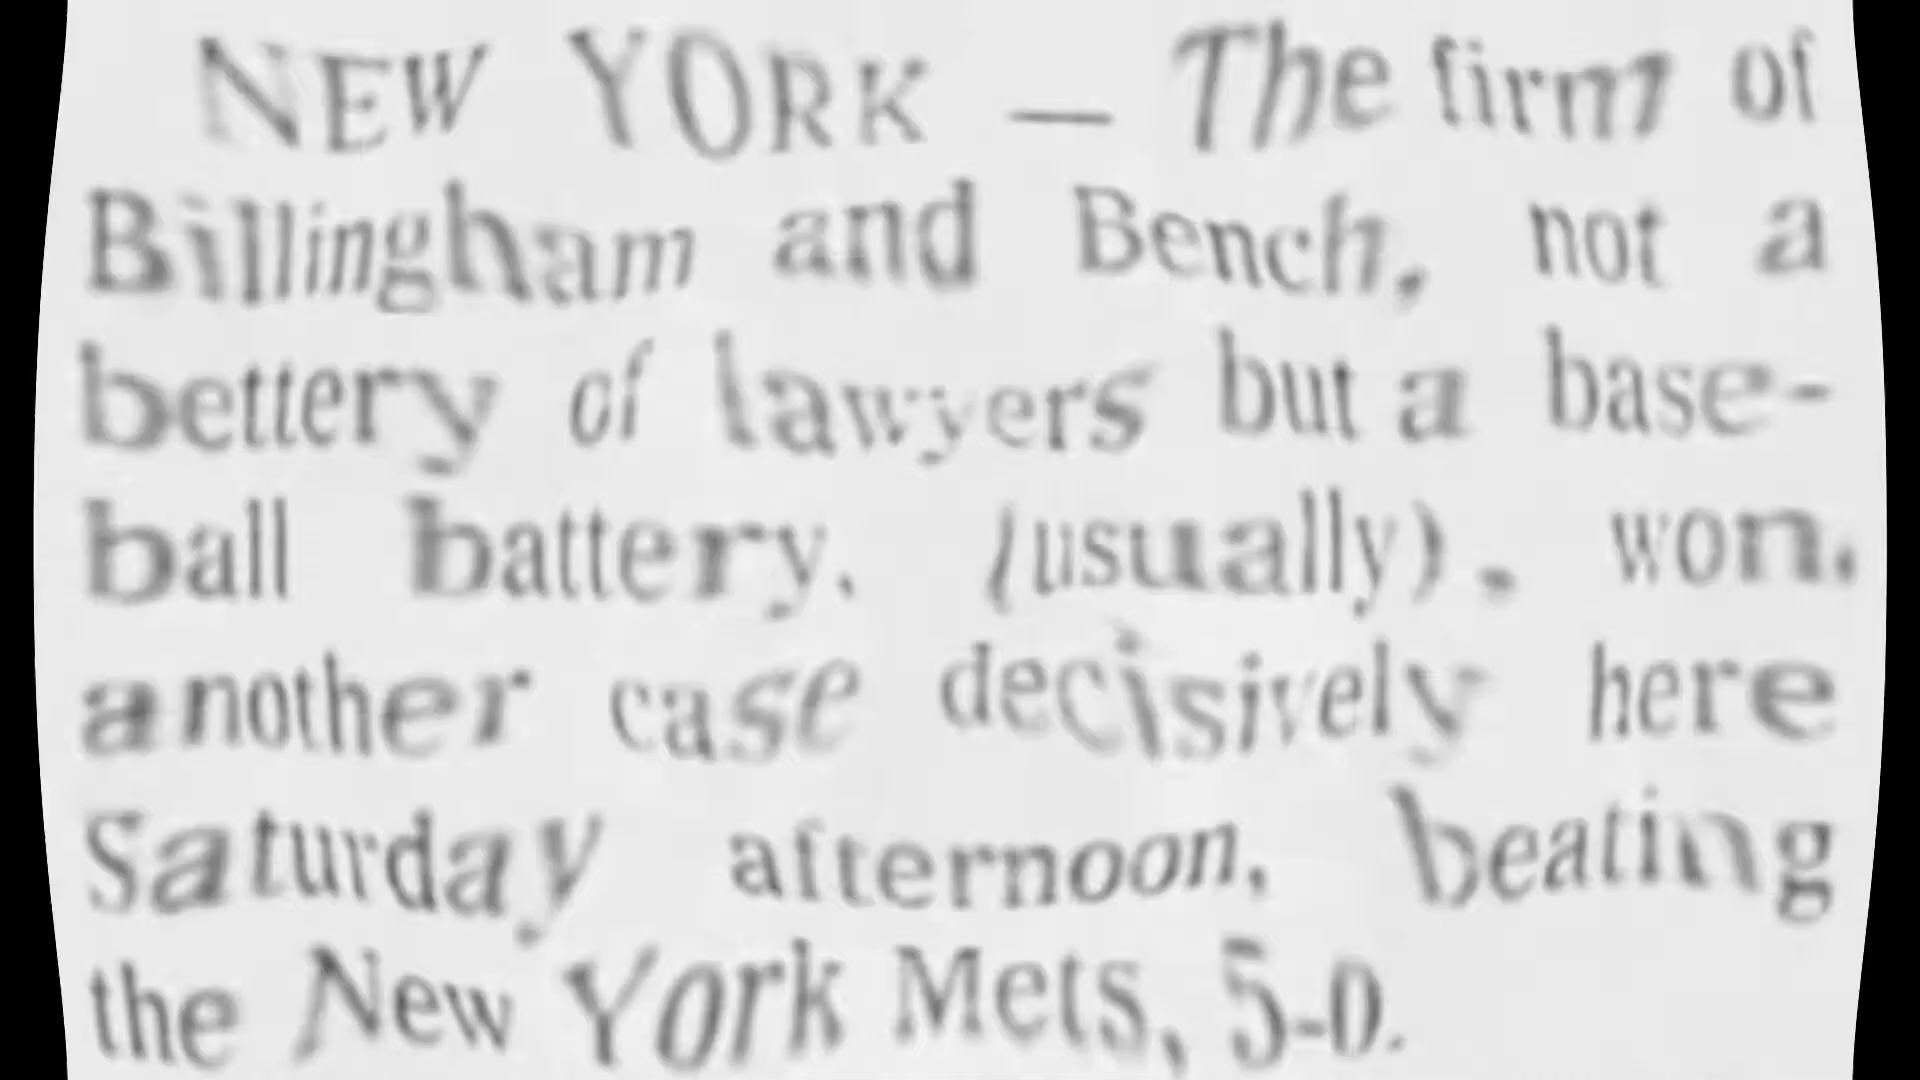 NEW YORK — The firm of
Billingham and Bench, not a
bettery of lawyers but a base-
ball battery, (usually), won,
another case decisively here
Saturday afternoon, beating
the New York Mets, 5-0.